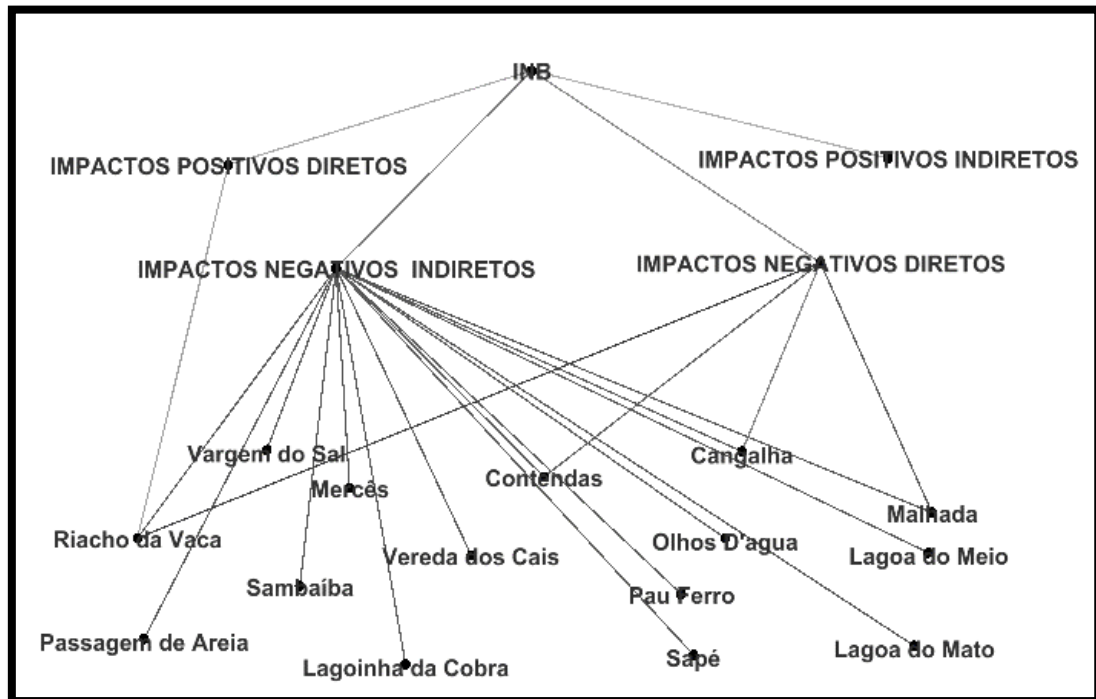 INB
IMPACTOS POSITIVOS DIRETOS
IMPACTOS POSITIVOS INDIRETOS
IMPACTOS NEGATIVOS INDIRETOS
IMPACTOS NEGATIVOS DIRETOS
Vargem do Sal
Mercês
Contendas
Cangalha
Malhada
Riacho da Vaca
Vereda dos Cais
Olhos D'agua
Lagoa do Meio
Sambaíba
Pau Ferro
Passagem de Areia
Lagoinha da Cobra
Sapé
Lagoa do Mato